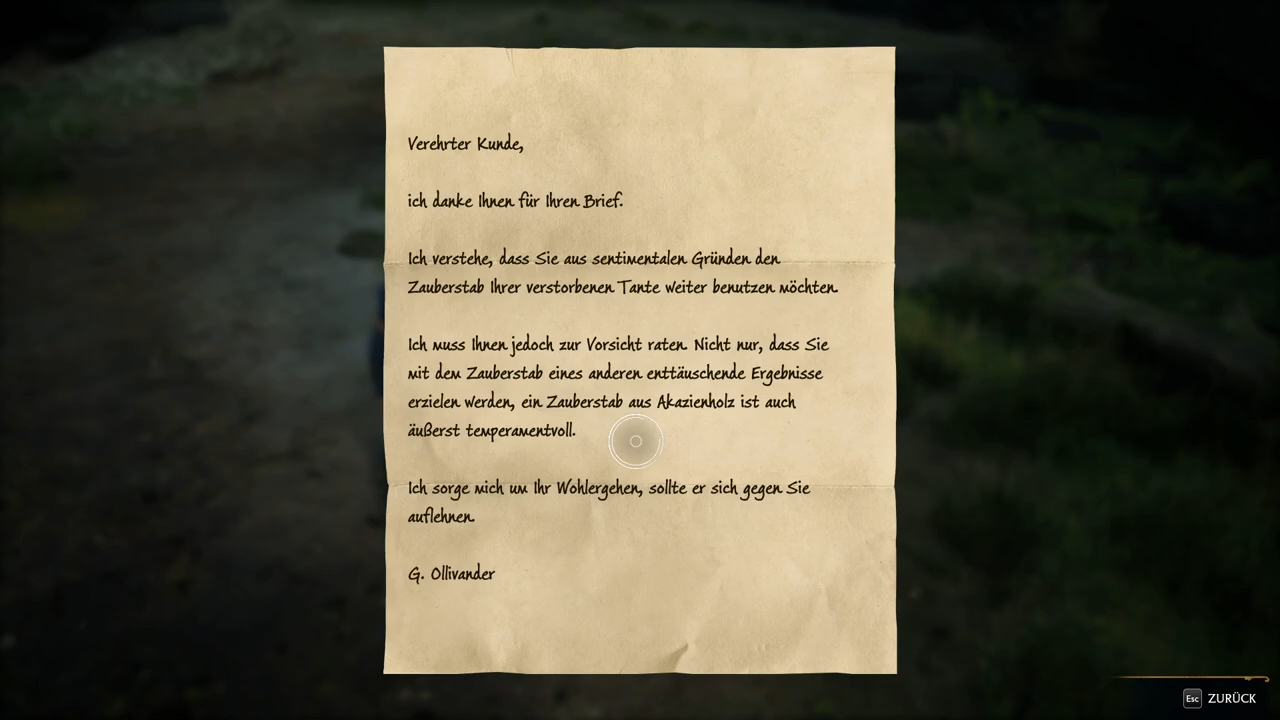 Verehrter Kunde,
ich danke Ihnen für Ihren Brief.
Ich verstehe, dass Sie aus sentimentalen Gründen den
Zauberstab Ihrer verstorbenen Tante weiter benutzen möchten.
Ich muss Ihnen jedoch zur Vorsicht raten. Nicht nur, dass Sie
mit dem Zauberstab eines anderen enttäuschende Ergebnisse
erzielen werden, ein Zauberstab aus Akazienholz ist auch
äußerst temperamentvoll.
Ich sorge mich um Ihr Wohlergehen, sollte er sich gegen Sie
auflehnen.
G. Ollivander
Esc ZURÜCK